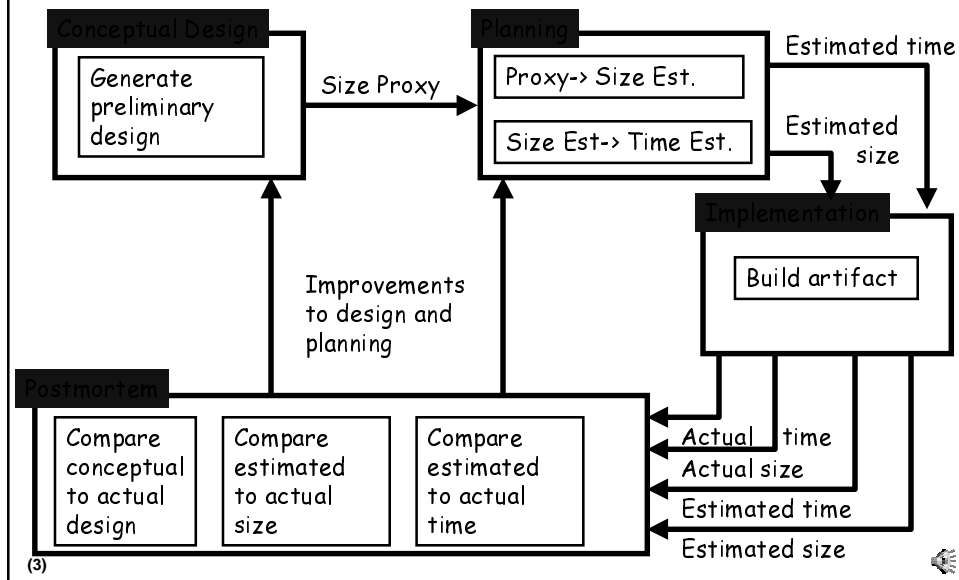 Conceptual Design
Generate
preliminary
design
Size Proxy
Planning
Proxy-> Size Est.
Size Est-> Time Est.
Estimated time
Estimated
size
Implementation
Build artifact
Improvements
to design and
planning
Postmortem
Compare
conceptual
to actual
design
Compare
estimated
to actual
size
Compare
estimated
to actual
time
Actual time
Actual size
Estimated time
Estimated size
(3)